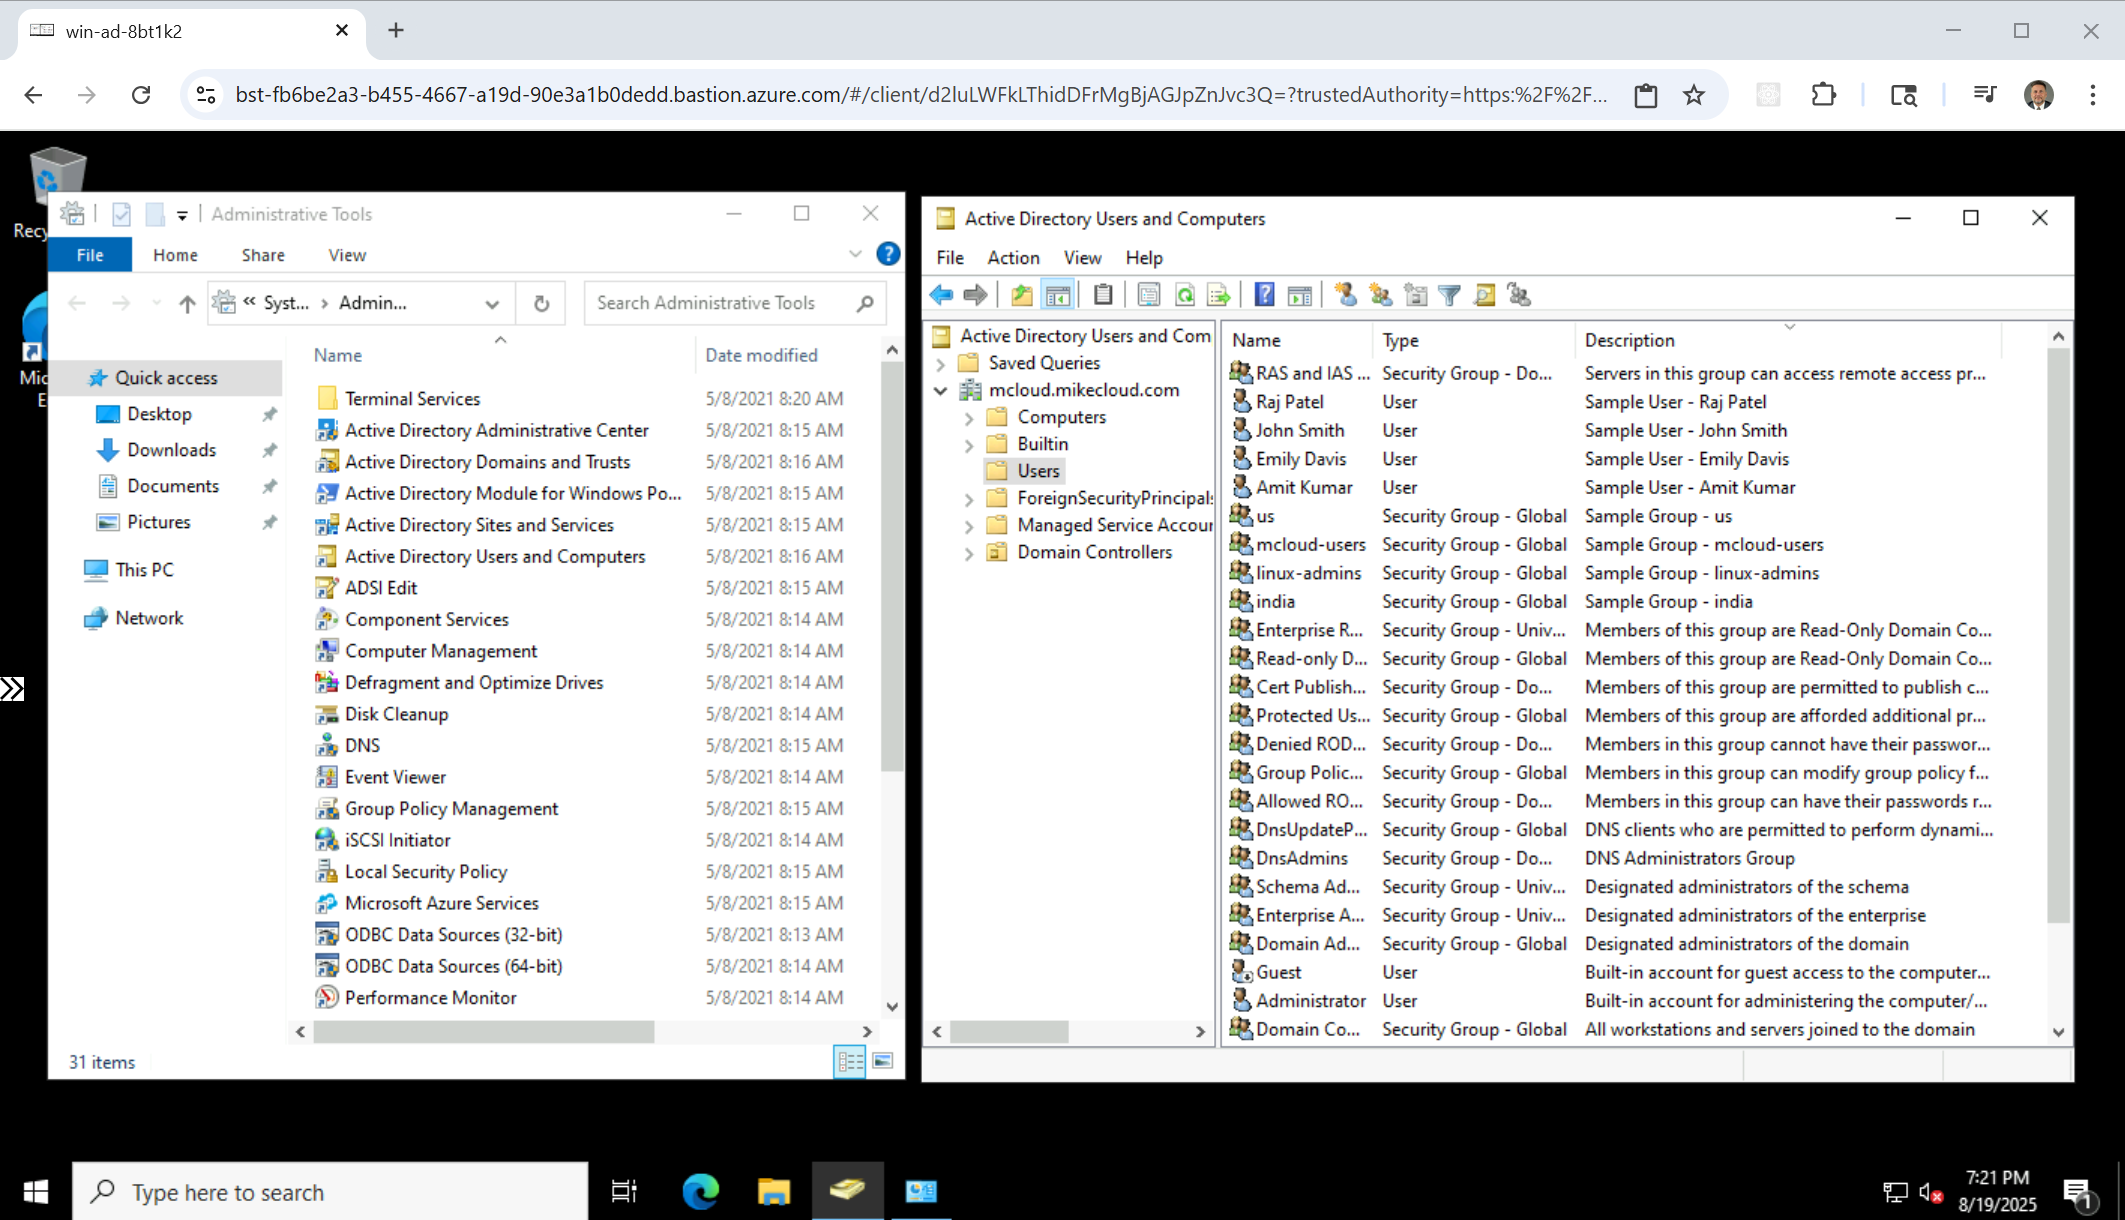 win-ad-8bt1k2
bst-fb6be2a3-b455-4667-a19d-90e3a1b0dedd.bastion.azure.com/#/client/d2luLWFkLThidDFrMgBjAGJpZnJvc3Q=?trustedAuthority=https:%2F%2F...
Recy
Mic
E
Administrative Tools
File Home Share View
« Syst... › Admin...
Search Administrative Tools
Quick access
Desktop
Downloads
Documents
Pictures
This PC
Network
Name Date modified
Terminal Services 5/8/2021 8:20 AM
Active Directory Administrative Center 5/8/2021 8:15 AM
Active Directory Domains and Trusts 5/8/2021 8:16 AM
Active Directory Module for Windows Po... 5/8/2021 8:15 AM
Active Directory Sites and Services 5/8/2021 8:15 AM
Active Directory Users and Computers 5/8/2021 8:16 AM
ADSI Edit 5/8/2021 8:15 AM
Component Services 5/8/2021 8:14 AM
Computer Management 5/8/2021 8:14 AM
Defragment and Optimize Drives 5/8/2021 8:14 AM
Disk Cleanup 5/8/2021 8:14 AM
DNS 5/8/2021 8:15 AM
Event Viewer 5/8/2021 8:14 AM
Group Policy Management 5/8/2021 8:15 AM
iSCSI Initiator 5/8/2021 8:14 AM
Local Security Policy 5/8/2021 8:15 AM
Microsoft Azure Services 5/8/2021 8:15 AM
ODBC Data Sources (32-bit) 5/8/2021 8:13 AM
ODBC Data Sources (64-bit) 5/8/2021 8:14 AM
Performance Monitor 5/8/2021 8:14 AM
31 items
Active Directory Users and Computers
File Action View Help
Active Directory Users and Com
Saved Queries
mcloud.mikecloud.com
Computers
Builtin
Users
ForeignSecurityPrincipals
Managed Service Accour
Domain Controllers
Name Type Description
RAS and IAS ... Security Group - Do... Servers in this group can access remote access pr...
Raj Patel User Sample User - Raj Patel
John Smith User Sample User - John Smith
Emily Davis User Sample User - Emily Davis
Amit Kumar User Sample User - Amit Kumar
us Security Group - Global Sample Group - us
mcloud-users Security Group - Global Sample Group - mcloud-users
linux-admins Security Group - Global Sample Group - linux-admins
india Security Group - Global Sample Group - india
Enterprise R... Security Group - Univ... Members of this group are Read-Only Domain Co...
Read-only D... Security Group - Global Members of this group are Read-Only Domain Co...
Cert Publish... Security Group - Do... Members of this group are permitted to publish c...
Protected Us... Security Group - Global Members of this group are afforded additional pr...
Denied ROD... Security Group - Do... Members in this group cannot have their passwor...
Group Polic... Security Group - Global Members in this group can modify group policy f...
Allowed RO... Security Group - Do... Members in this group can have their passwords r...
DnsUpdateP... Security Group - Global DNS clients who are permitted to perform dynami...
DnsAdmins Security Group - Do... DNS Administrators Group
Schema Ad... Security Group - Univ... Designated administrators of the schema
Enterprise A... Security Group - Univ... Designated administrators of the enterprise
Domain Ad... Security Group - Global Designated administrators of the domain
Guest User Built-in account for guest access to the computer...
Administrator User Built-in account for administering the computer/...
Domain Co... Security Group - Global All workstations and servers joined to the domain
Type here to search
7:21 PM
8/19/2025
1